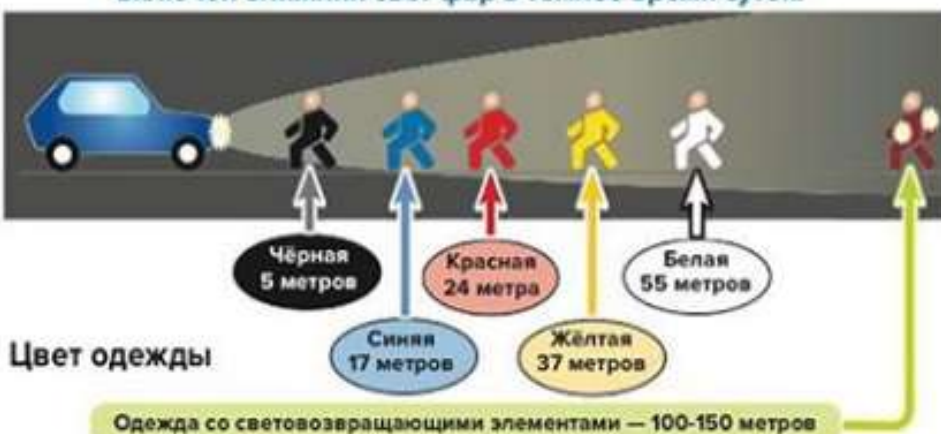 Чёрная
5 метров
Красная
24 метра
Белая
55 метров
Синяя
17 метров
Жёлтая
37 метров
Цвет одежды
Одежда со световозвращающими элементами — 100-150 метров